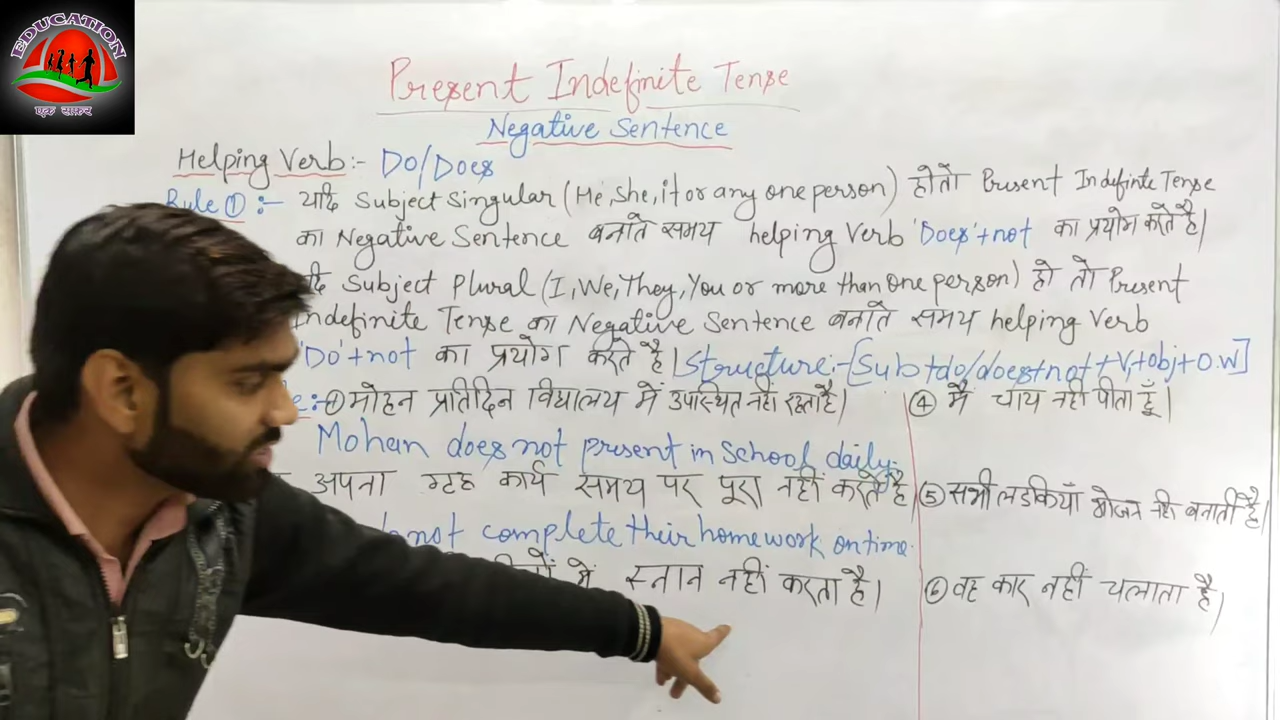 EDUCATION
एक सफ़र
Present Indefinite Tense
Negative Sentence
Helping Verb:- Do/Does
Rule ① :- यदि Subject Singular (He, She, it or any one person) हो तो Present Indefinite Tense
का Negative Sentence बनाते समय helping Verb 'Does'+not का प्रयोग करते है।
Subject Plural (I, We, They, You or more than one person) हो तो Present
Indefinite Tense का Negative Sentence बनाते समय helping Verb
'Do'+not का प्रयोग करते है। Structure:-[Sub+do/does+not+V₁+obj+O.W]
① मोहन प्रतिदिन विद्यालय में उपस्थित नहीं रहता है।
Mohan does not present in School daily.
अपना गृह कार्य समय पर पूरा नहीं करते है।
not complete their homework on time.
में स्नान नहीं करता है।
④ मैं चाय नहीं पीता हूँ।
⑤ सभी लडकियाँ भोजन नहीं बनाती है।
⑥ वह कार नहीं चलाता है।